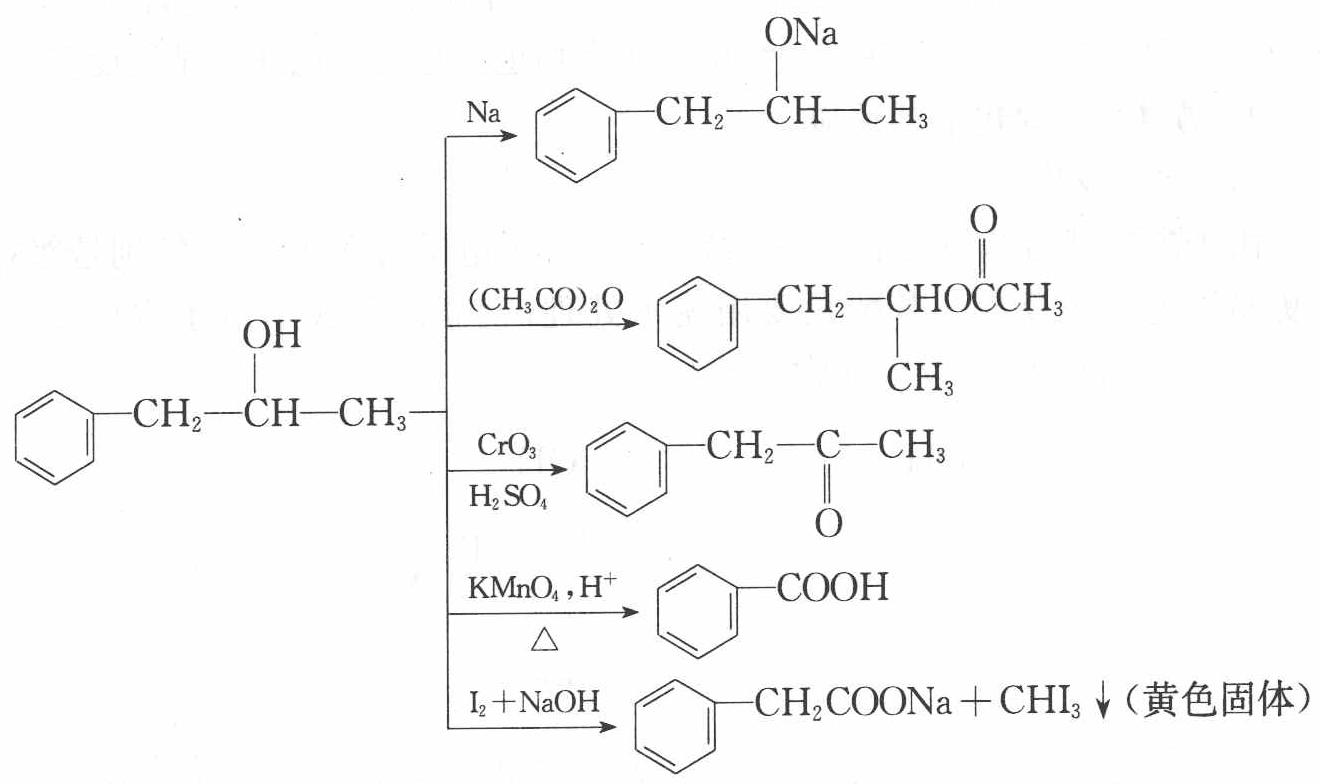 ONa
Na
CH₂—CH—CH₃
O
(CH₃CO)₂O
CH₂—CHOCCH₃
CH₃
OH
CH₂—CH—CH₃
CrO₃
H₂SO₄
CH₂—C—CH₃
O
KMnO₄,H⁺
△
COOH
I₂+NaOH
CH₂COONa+CHI₃↓(黄色固体)